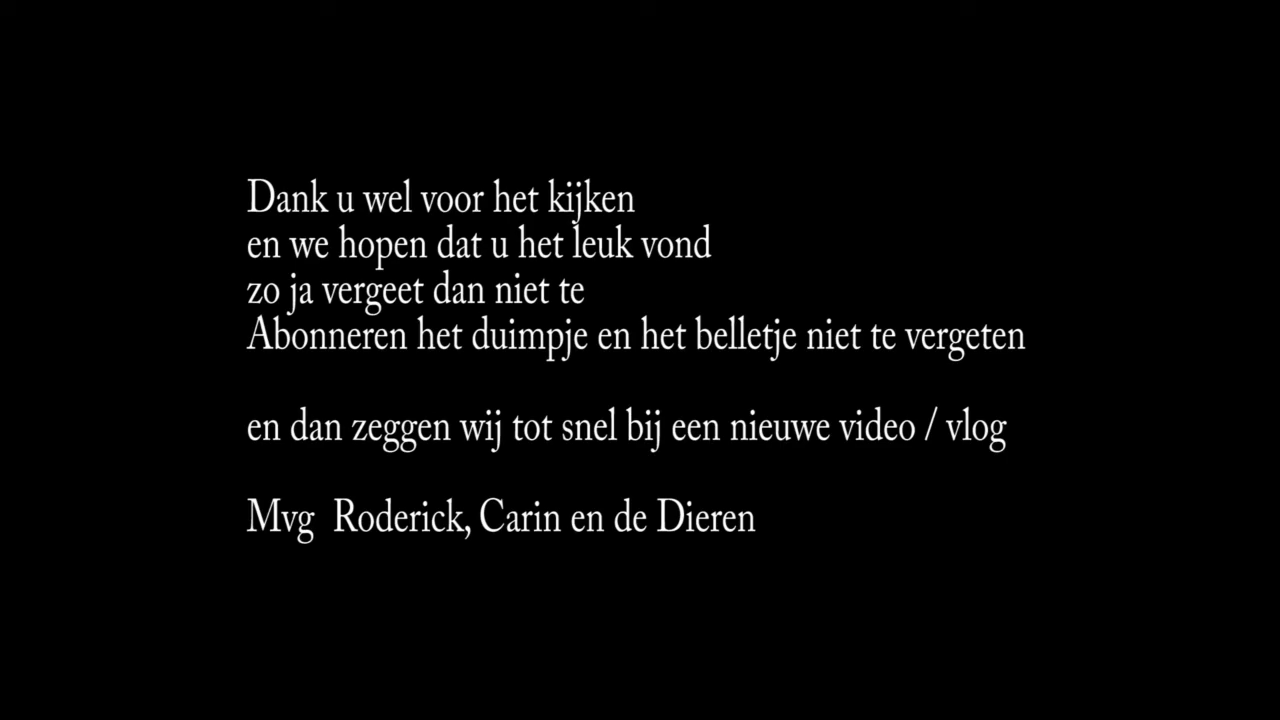 Dank u wel voor het kijken
en we hopen dat u het leuk vond
zo ja vergeet dan niet te
Abonneren het duimpje en het belletje niet te vergeten
en dan zeggen wij tot snel bij een nieuwe video / vlog
Mvg  Roderick, Carin en de Dieren